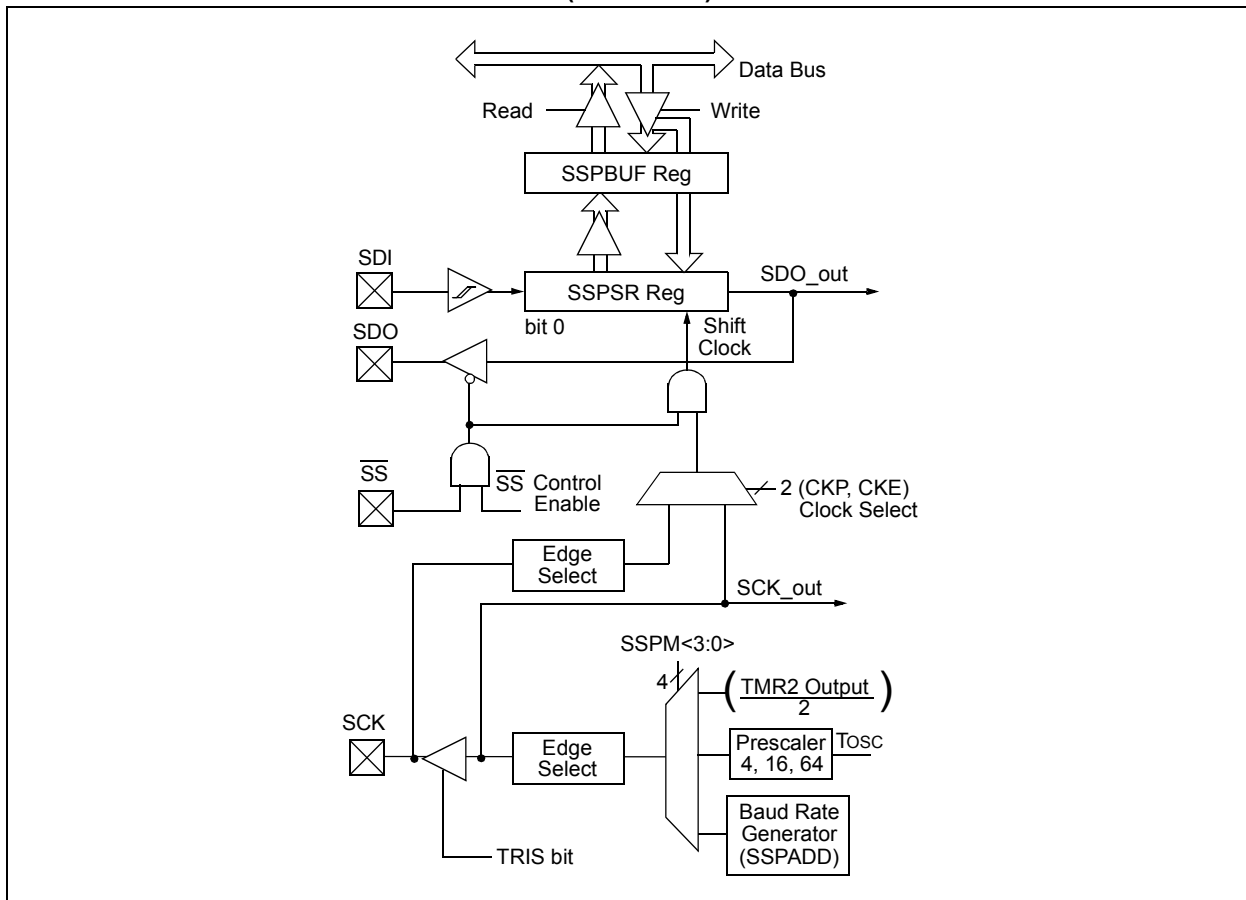 Data Bus
Read
Write
SSPBUF Reg
SDI
SSPSR Reg
SDO_out
bit 0
Shift
Clock
SDO
SS
SS Control
Enable
2 (CKP, CKE)
Clock Select
Edge
Select
SCK_out
SSPM<3:0>
4
(TMR2 Output)
2
SCK
Edge
Select
Prescaler
4, 16, 64
TOSC
Baud Rate
Generator
(SSPADD)
TRIS bit